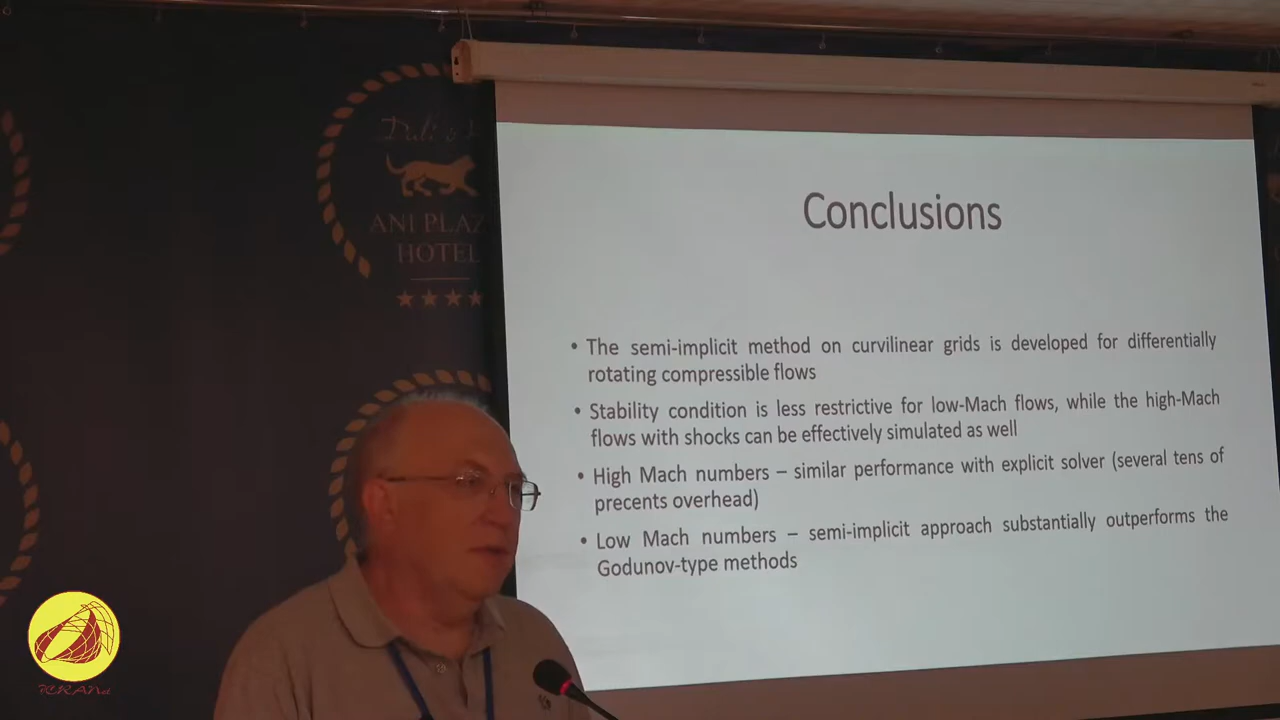 ANI PLAZ
HOTEL
Conclusions
• The semi-implicit method on curvilinear grids is developed for differentially
rotating compressible flows
• Stability condition is less restrictive for low-Mach flows, while the high-Mach
flows with shocks can be effectively simulated as well
• High Mach numbers – similar performance with explicit solver (several tens of
precents overhead)
• Low Mach numbers – semi-implicit approach substantially outperforms the
Godunov-type methods
ICRANet